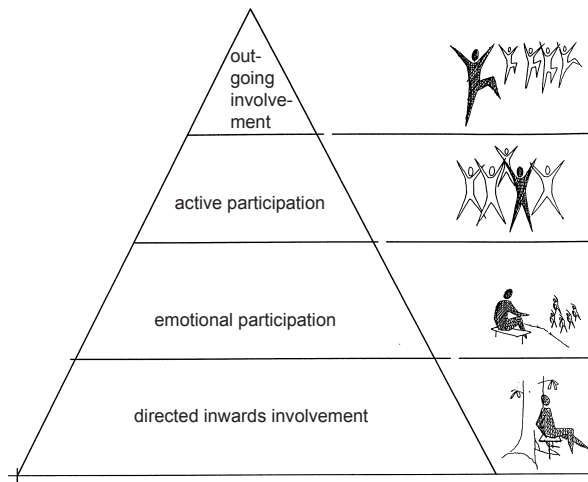 out-
going
involve-
ment
active participation
emotional participation
directed inwards involvement